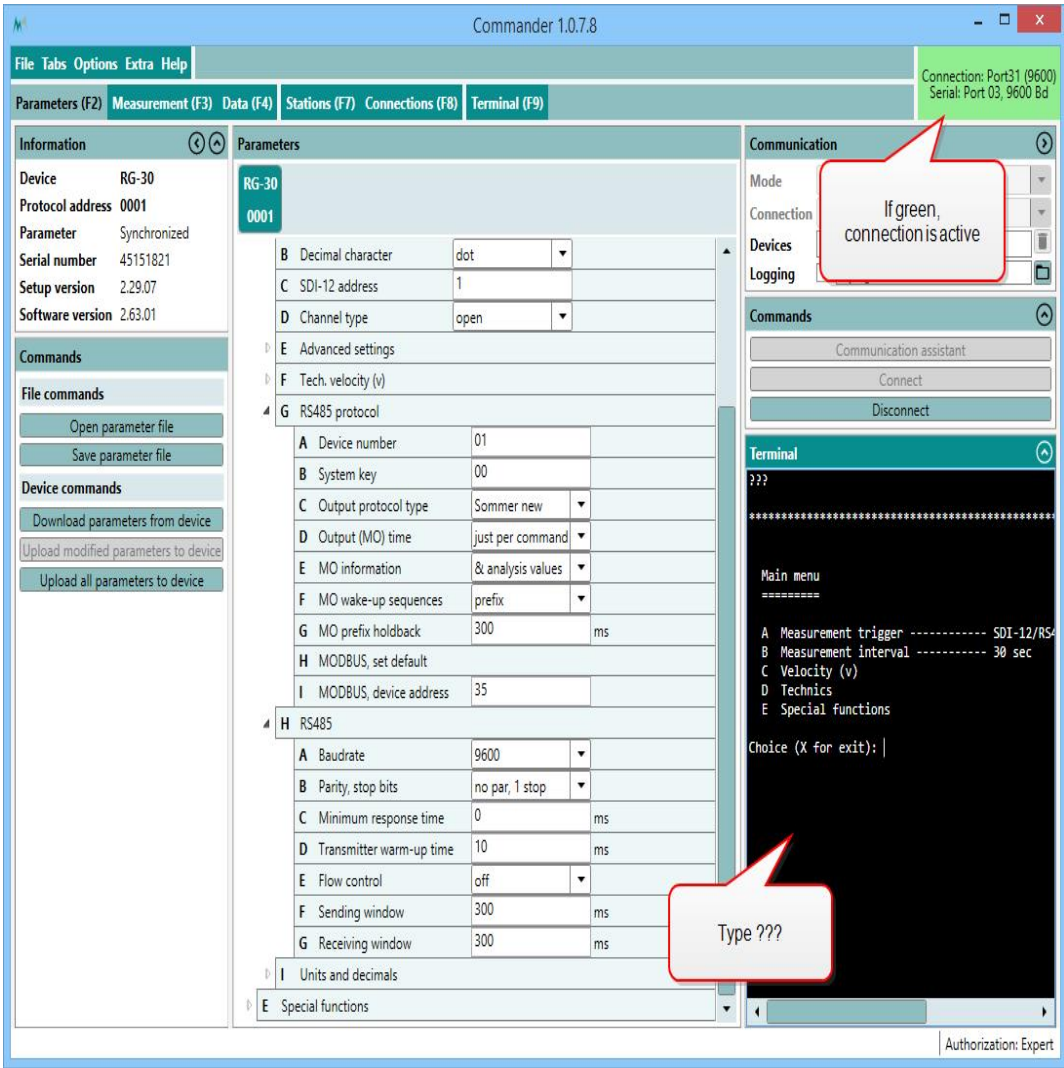 Commander 1.0.7.8
File Tabs Options Extra Help
Connection: Port31 (9600)
Serial: Port 03, 9600 Bd
Parameters (F2) Measurement (F3) Data (F4) Stations (F7) Connections (F8) Terminal (F9)
Information
Device RG-30
Protocol address 0001
Parameter Synchronized
Serial number 45151821
Setup version 2.29.07
Software version 2.63.01
Commands
File commands
Open parameter file
Save parameter file
Device commands
Download parameters from device
Upload modified parameters to device
Upload all parameters to device
Parameters
RG-30
0001
B Decimal character dot
C SDI-12 address 1
D Channel type open
E Advanced settings
F Tech. velocity (v)
G RS485 protocol
A Device number 01
B System key 00
C Output protocol type Sommer new
D Output (MO) time just per command
E MO information & analysis values
F MO wake-up sequences prefix
G MO prefix holdback 300 ms
H MODBUS, set default
I MODBUS, device address 35
H RS485
A Baudrate 9600
B Parity, stop bits no par, 1 stop
C Minimum response time 0 ms
D Transmitter warm-up time 10 ms
E Flow control off
F Sending window 300 ms
G Receiving window 300 ms
I Units and decimals
E Special functions
Communication
Mode
Connection
Devices
Logging
If green,
connection is active
Commands
Communication assistant
Connect
Disconnect
Terminal
???
************************************************
Main menu
=========
A Measurement trigger ------------ SDI-12/RS4
B Measurement interval ----------- 30 sec
C Velocity (v)
D Technics
E Special functions
Choice (X for exit):
Type ???
Authorization: Expert